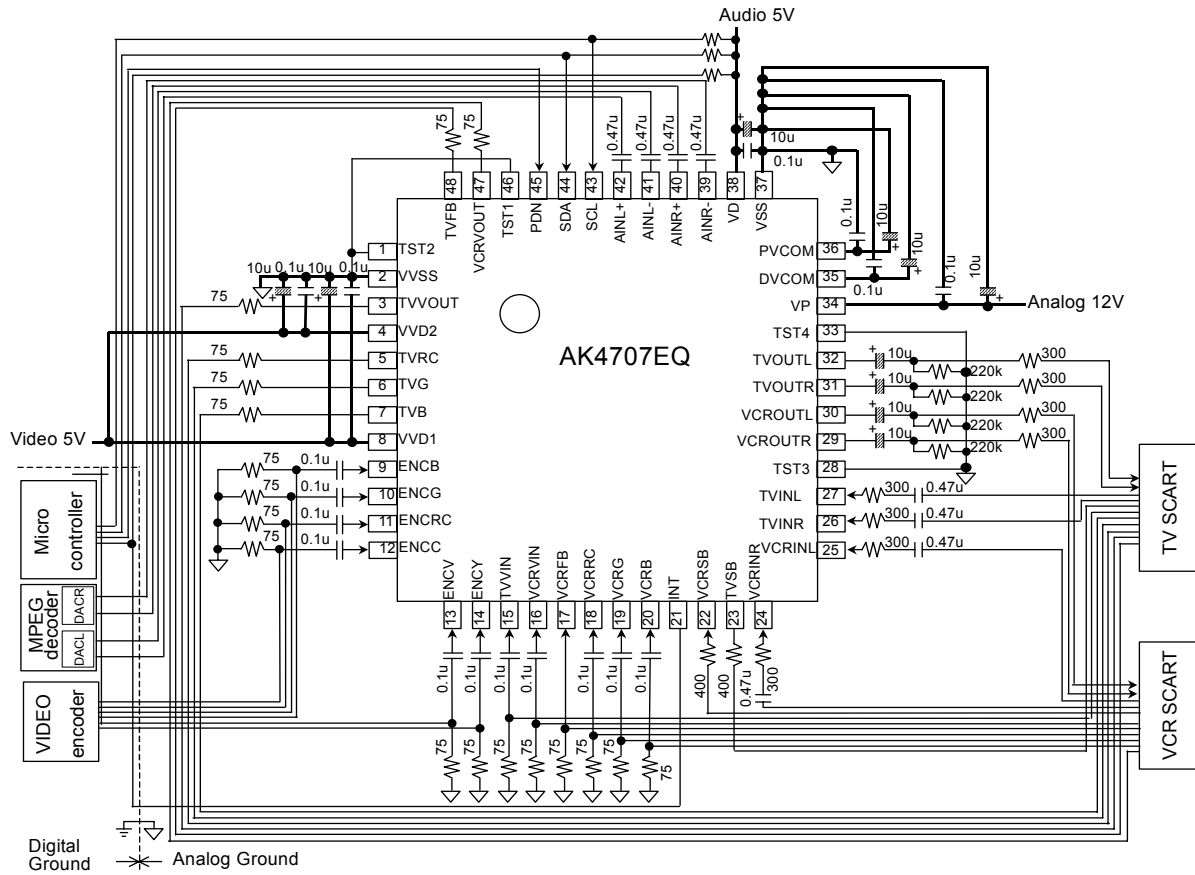 Audio 5V
75
75
0.47u
0.47u
0.47u
0.47u
+
10u
0.1u
0.1u
10u
10u
0.1u
10u
48
47
46
45
44
43
42
41
40
39
38
37
TVFB
VCRVOUT
TST1
PDN
SDA
SCL
AINL+
AINL-
AINR+
AINR-
VD
VSS
1 TST2
10u 0.1u 10u 0.1u
2 VVSS
75
3 TVVOUT
4 VVD2
75
5 TVRC
75
6 TVG
75
7 TVB
Video 5V
8 VVD1
75 0.1u
9 ENCB
75 0.1u
10 ENCG
75 0.1u
11 ENCRC
75 0.1u
12 ENCC
AK4707EQ
PVCOM 36
DVCOM 35
0.1u
VP 34
Analog 12V
TST4 33
TVOUTL 32 + 10u 220k 300
TVOUTR 31 + 10u 220k 300
VCROUTL 30 + 10u 220k 300
VCROUTR 29 + 10u 220k 300
TST3 28
TVINL 27 300 0.47u
TVINR 26 300 0.47u
VCRINL 25 300 0.47u
ENCV
ENCY
TVVIN
VCRVIN
VCRFB
VCRRC
VCRG
VCRB
INT
VCRSB
TVSB
VCRINR
13
14
15
16
17
18
19
20
21
22
23
24
0.1u
0.1u
0.1u
0.1u
0.1u
0.1u
0.1u
400
400
0.47u
300
75
75
75
75
75
75
75
75
Micro
controller
MPEG
decoder
DACR
DACL
VIDEO
encoder
TV SCART
VCR SCART
Digital
Ground
Analog Ground